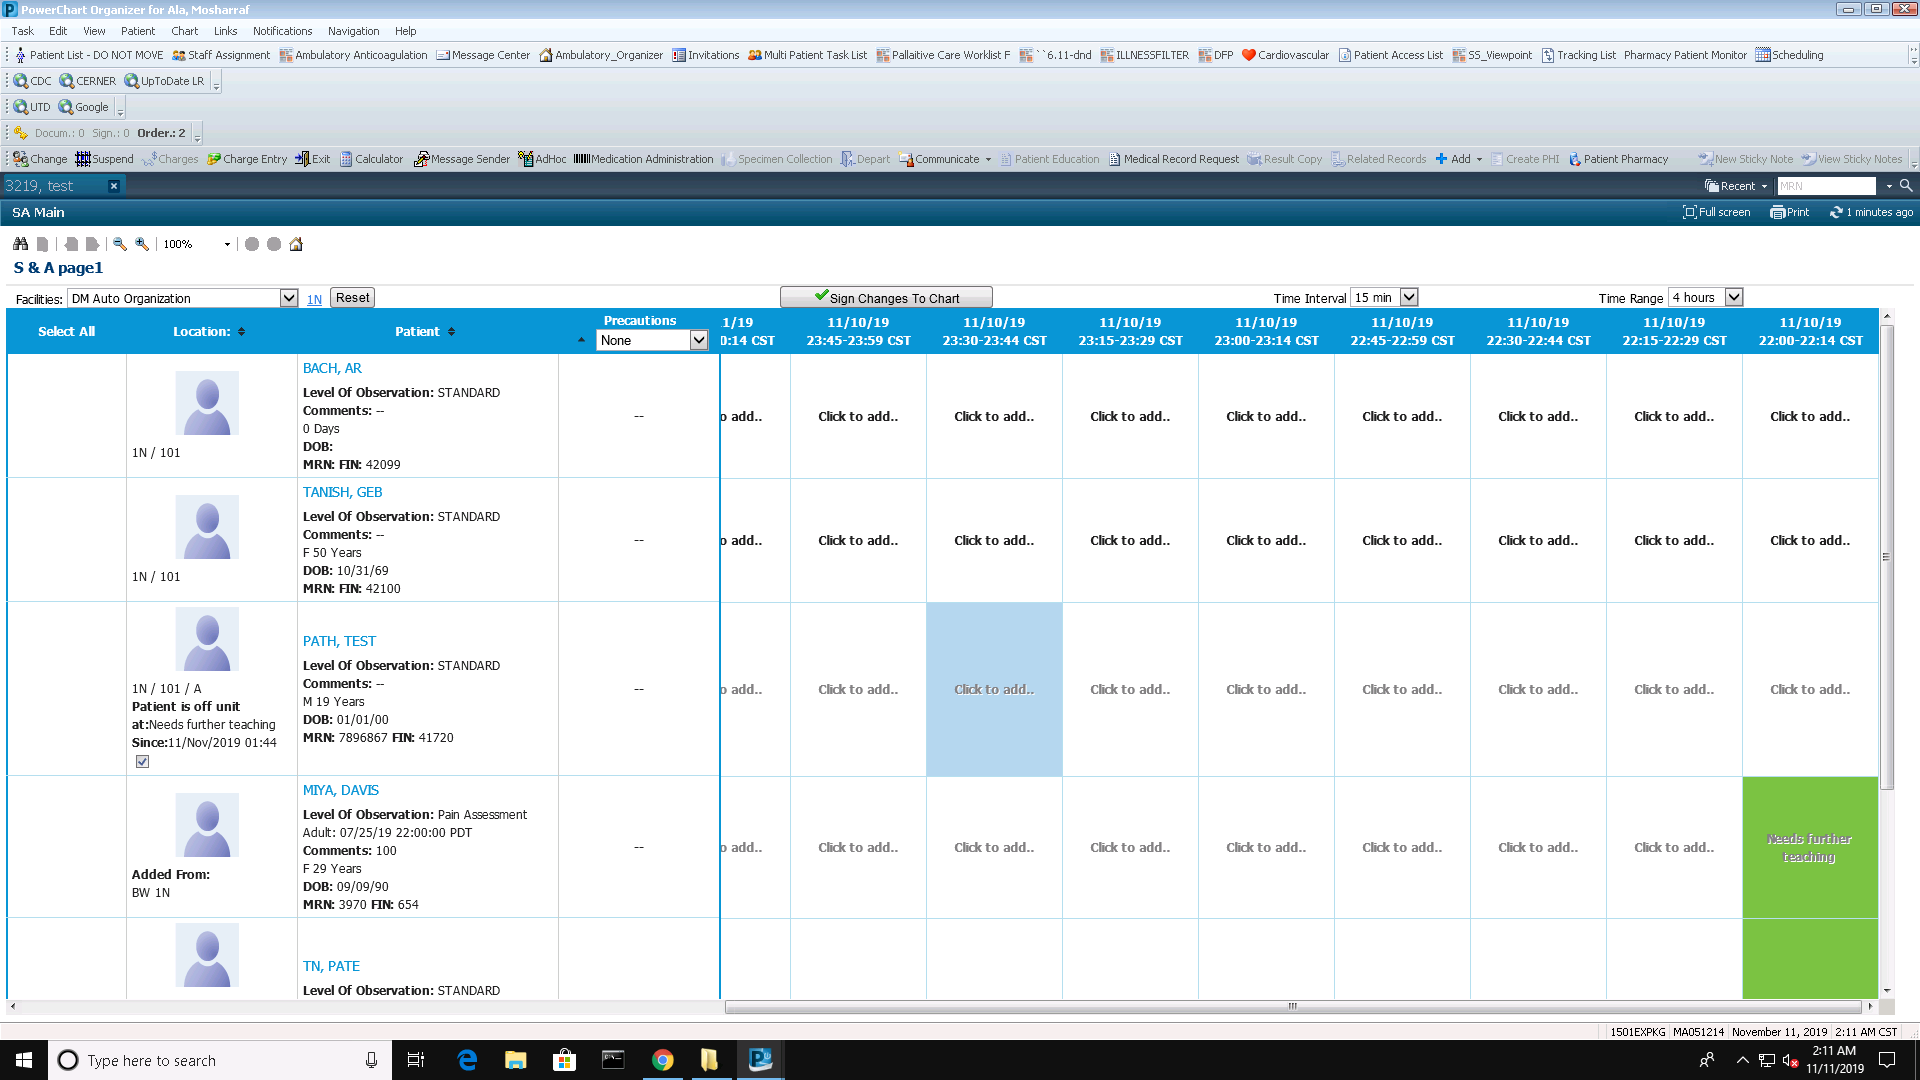 PowerChart Organizer for Ala, Mosharraf
Task Edit View Patient Chart Links Notifications Navigation Help
Patient List - DO NOT MOVE Staff Assignment Ambulatory Anticoagulation Message Center Ambulatory_Organizer Invitations Multi Patient Task List Pallaitive Care Worklist F ``6.11-dnd ILLNESSFILTER DFP Cardiovascular Patient Access List SS_Viewpoint Tracking List Pharmacy Patient Monitor Scheduling
CDC CERNER UpToDate LR
UTD Google
Docum.: 0 Sign.: 0 Order.: 2
Change Suspend Charges Charge Entry Exit Calculator Message Sender AdHoc Medication Administration Specimen Collection Depart Communicate Patient Education Medical Record Request Result Copy Related Records Add Create PHI Patient Pharmacy New Sticky Note View Sticky Notes
3219, test Recent MRN
SA Main Full screen Print 1 minutes ago
100%
S & A page1
Facilities: DM Auto Organization 1N Reset Sign Changes To Chart Time Interval 15 min Time Range 4 hours
Select All Location: Patient Precautions None
1/19 11/10/19 11/10/19 11/10/19 11/10/19 11/10/19 11/10/19 11/10/19 11/10/19
0:14 CST 23:45-23:59 CST 23:30-23:44 CST 23:15-23:29 CST 23:00-23:14 CST 22:45-22:59 CST 22:30-22:44 CST 22:15-22:29 CST 22:00-22:14 CST
1N / 101
BACH, AR
Level Of Observation: STANDARD
Comments: --
0 Days
DOB:
MRN: FIN: 42099
-- o add.. Click to add.. Click to add.. Click to add.. Click to add.. Click to add.. Click to add.. Click to add.. Click to add..
1N / 101
TANISH, GEB
Level Of Observation: STANDARD
Comments: --
F 50 Years
DOB: 10/31/69
MRN: FIN: 42100
-- o add.. Click to add.. Click to add.. Click to add.. Click to add.. Click to add.. Click to add.. Click to add.. Click to add..
1N / 101 / A
Patient is off unit
at:Needs further teaching
Since:11/Nov/2019 01:44
PATH, TEST
Level Of Observation: STANDARD
Comments: --
M 19 Years
DOB: 01/01/00
MRN: 7896867 FIN: 41720
-- o add.. Click to add.. Click to add.. Click to add.. Click to add.. Click to add.. Click to add.. Click to add.. Click to add..
Added From:
BW 1N
MIYA, DAVIS
Level Of Observation: Pain Assessment
Adult: 07/25/19 22:00:00 PDT
Comments: 100
F 29 Years
DOB: 09/09/90
MRN: 3970 FIN: 654
-- o add.. Click to add.. Click to add.. Click to add.. Click to add.. Click to add.. Click to add.. Click to add.. Needs further
teaching
TN, PATE
Level Of Observation: STANDARD
1501EXPKG MA051214 November 11, 2019 2:11 AM CST
Type here to search
2:11 AM
11/11/2019